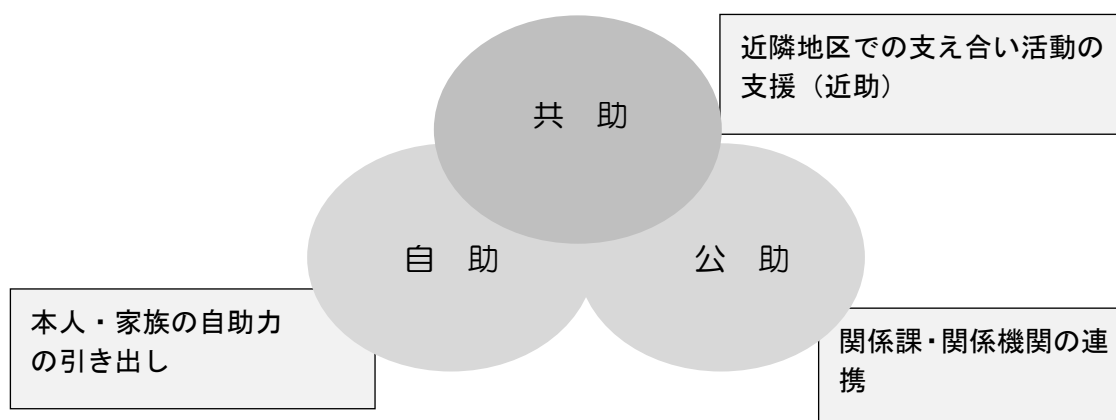 近隣地区での支え合い活動の
支援（近助）
共　助
自　助
公　助
本人・家族の自助力
の引き出し
関係課・関係機関の連
携